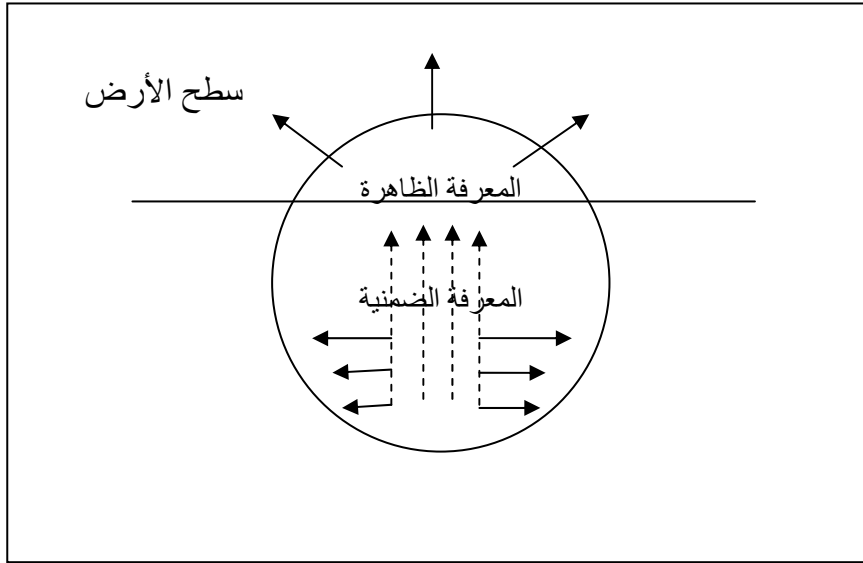 سطح الأرض
المعرفة الظاهرة
المعرفة الضمنية